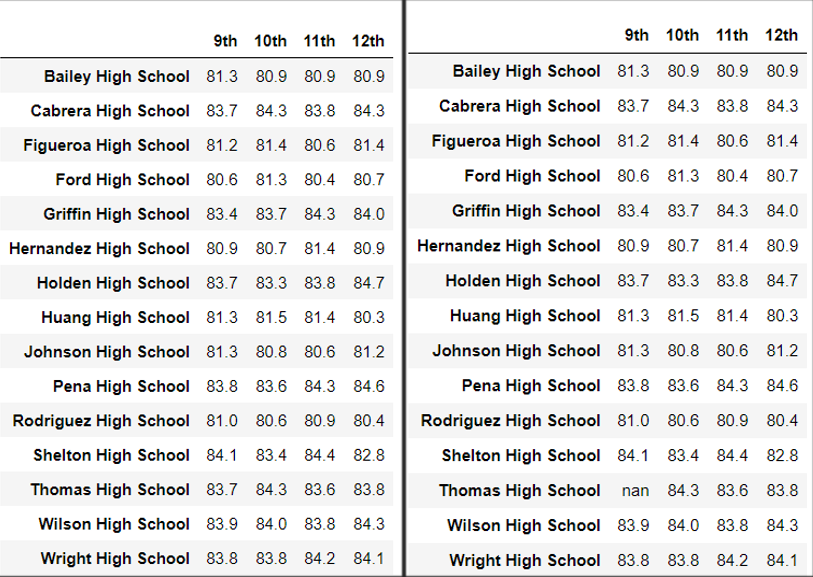 9th 10th 11th 12th
Bailey High School 81.3 80.9 80.9 80.9
Cabrera High School 83.7 84.3 83.8 84.3
Figueroa High School 81.2 81.4 80.6 81.4
Ford High School 80.6 81.3 80.4 80.7
Griffin High School 83.4 83.7 84.3 84.0
Hernandez High School 80.9 80.7 81.4 80.9
Holden High School 83.7 83.3 83.8 84.7
Huang High School 81.3 81.5 81.4 80.3
Johnson High School 81.3 80.8 80.6 81.2
Pena High School 83.8 83.6 84.3 84.6
Rodriguez High School 81.0 80.6 80.9 80.4
Shelton High School 84.1 83.4 84.4 82.8
Thomas High School 83.7 84.3 83.6 83.8
Wilson High School 83.9 84.0 83.8 84.3
Wright High School 83.8 83.8 84.2 84.1
9th 10th 11th 12th
Bailey High School 81.3 80.9 80.9 80.9
Cabrera High School 83.7 84.3 83.8 84.3
Figueroa High School 81.2 81.4 80.6 81.4
Ford High School 80.6 81.3 80.4 80.7
Griffin High School 83.4 83.7 84.3 84.0
Hernandez High School 80.9 80.7 81.4 80.9
Holden High School 83.7 83.3 83.8 84.7
Huang High School 81.3 81.5 81.4 80.3
Johnson High School 81.3 80.8 80.6 81.2
Pena High School 83.8 83.6 84.3 84.6
Rodriguez High School 81.0 80.6 80.9 80.4
Shelton High School 84.1 83.4 84.4 82.8
Thomas High School nan 84.3 83.6 83.8
Wilson High School 83.9 84.0 83.8 84.3
Wright High School 83.8 83.8 84.2 84.1